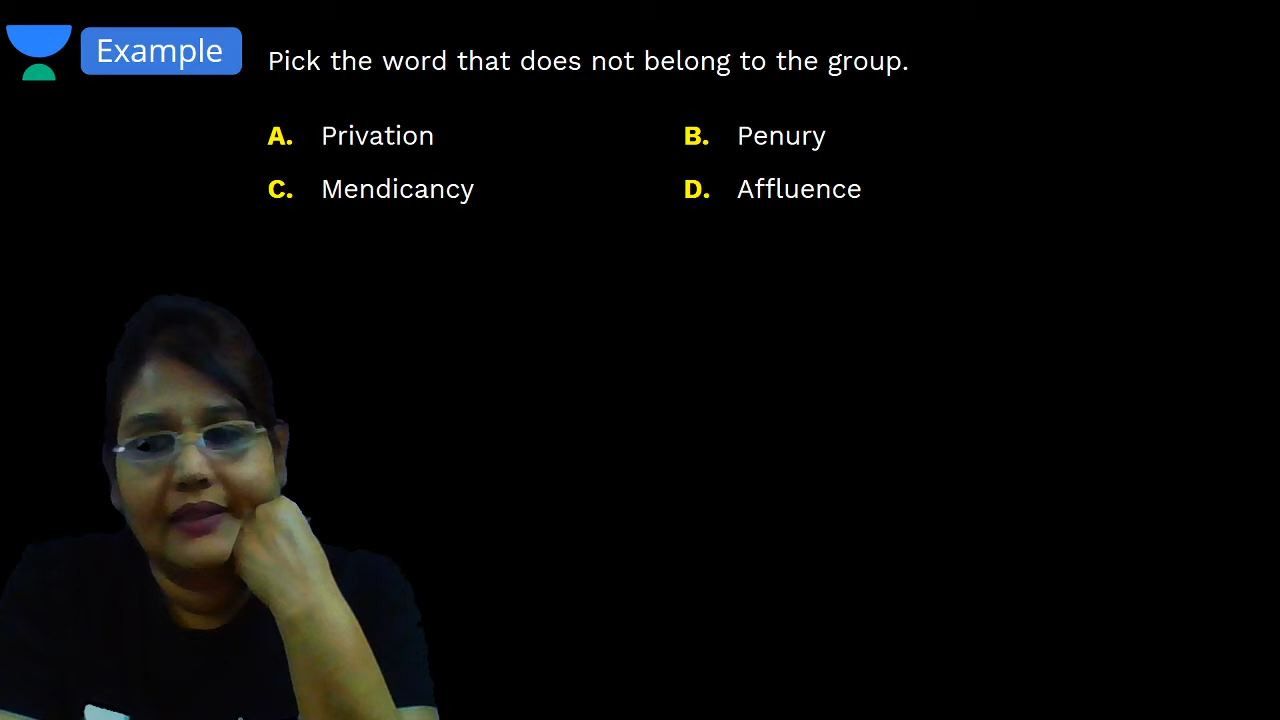 Example
Pick the word that does not belong to the group.
A. Privation B. Penury
C. Mendicancy D. Affluence